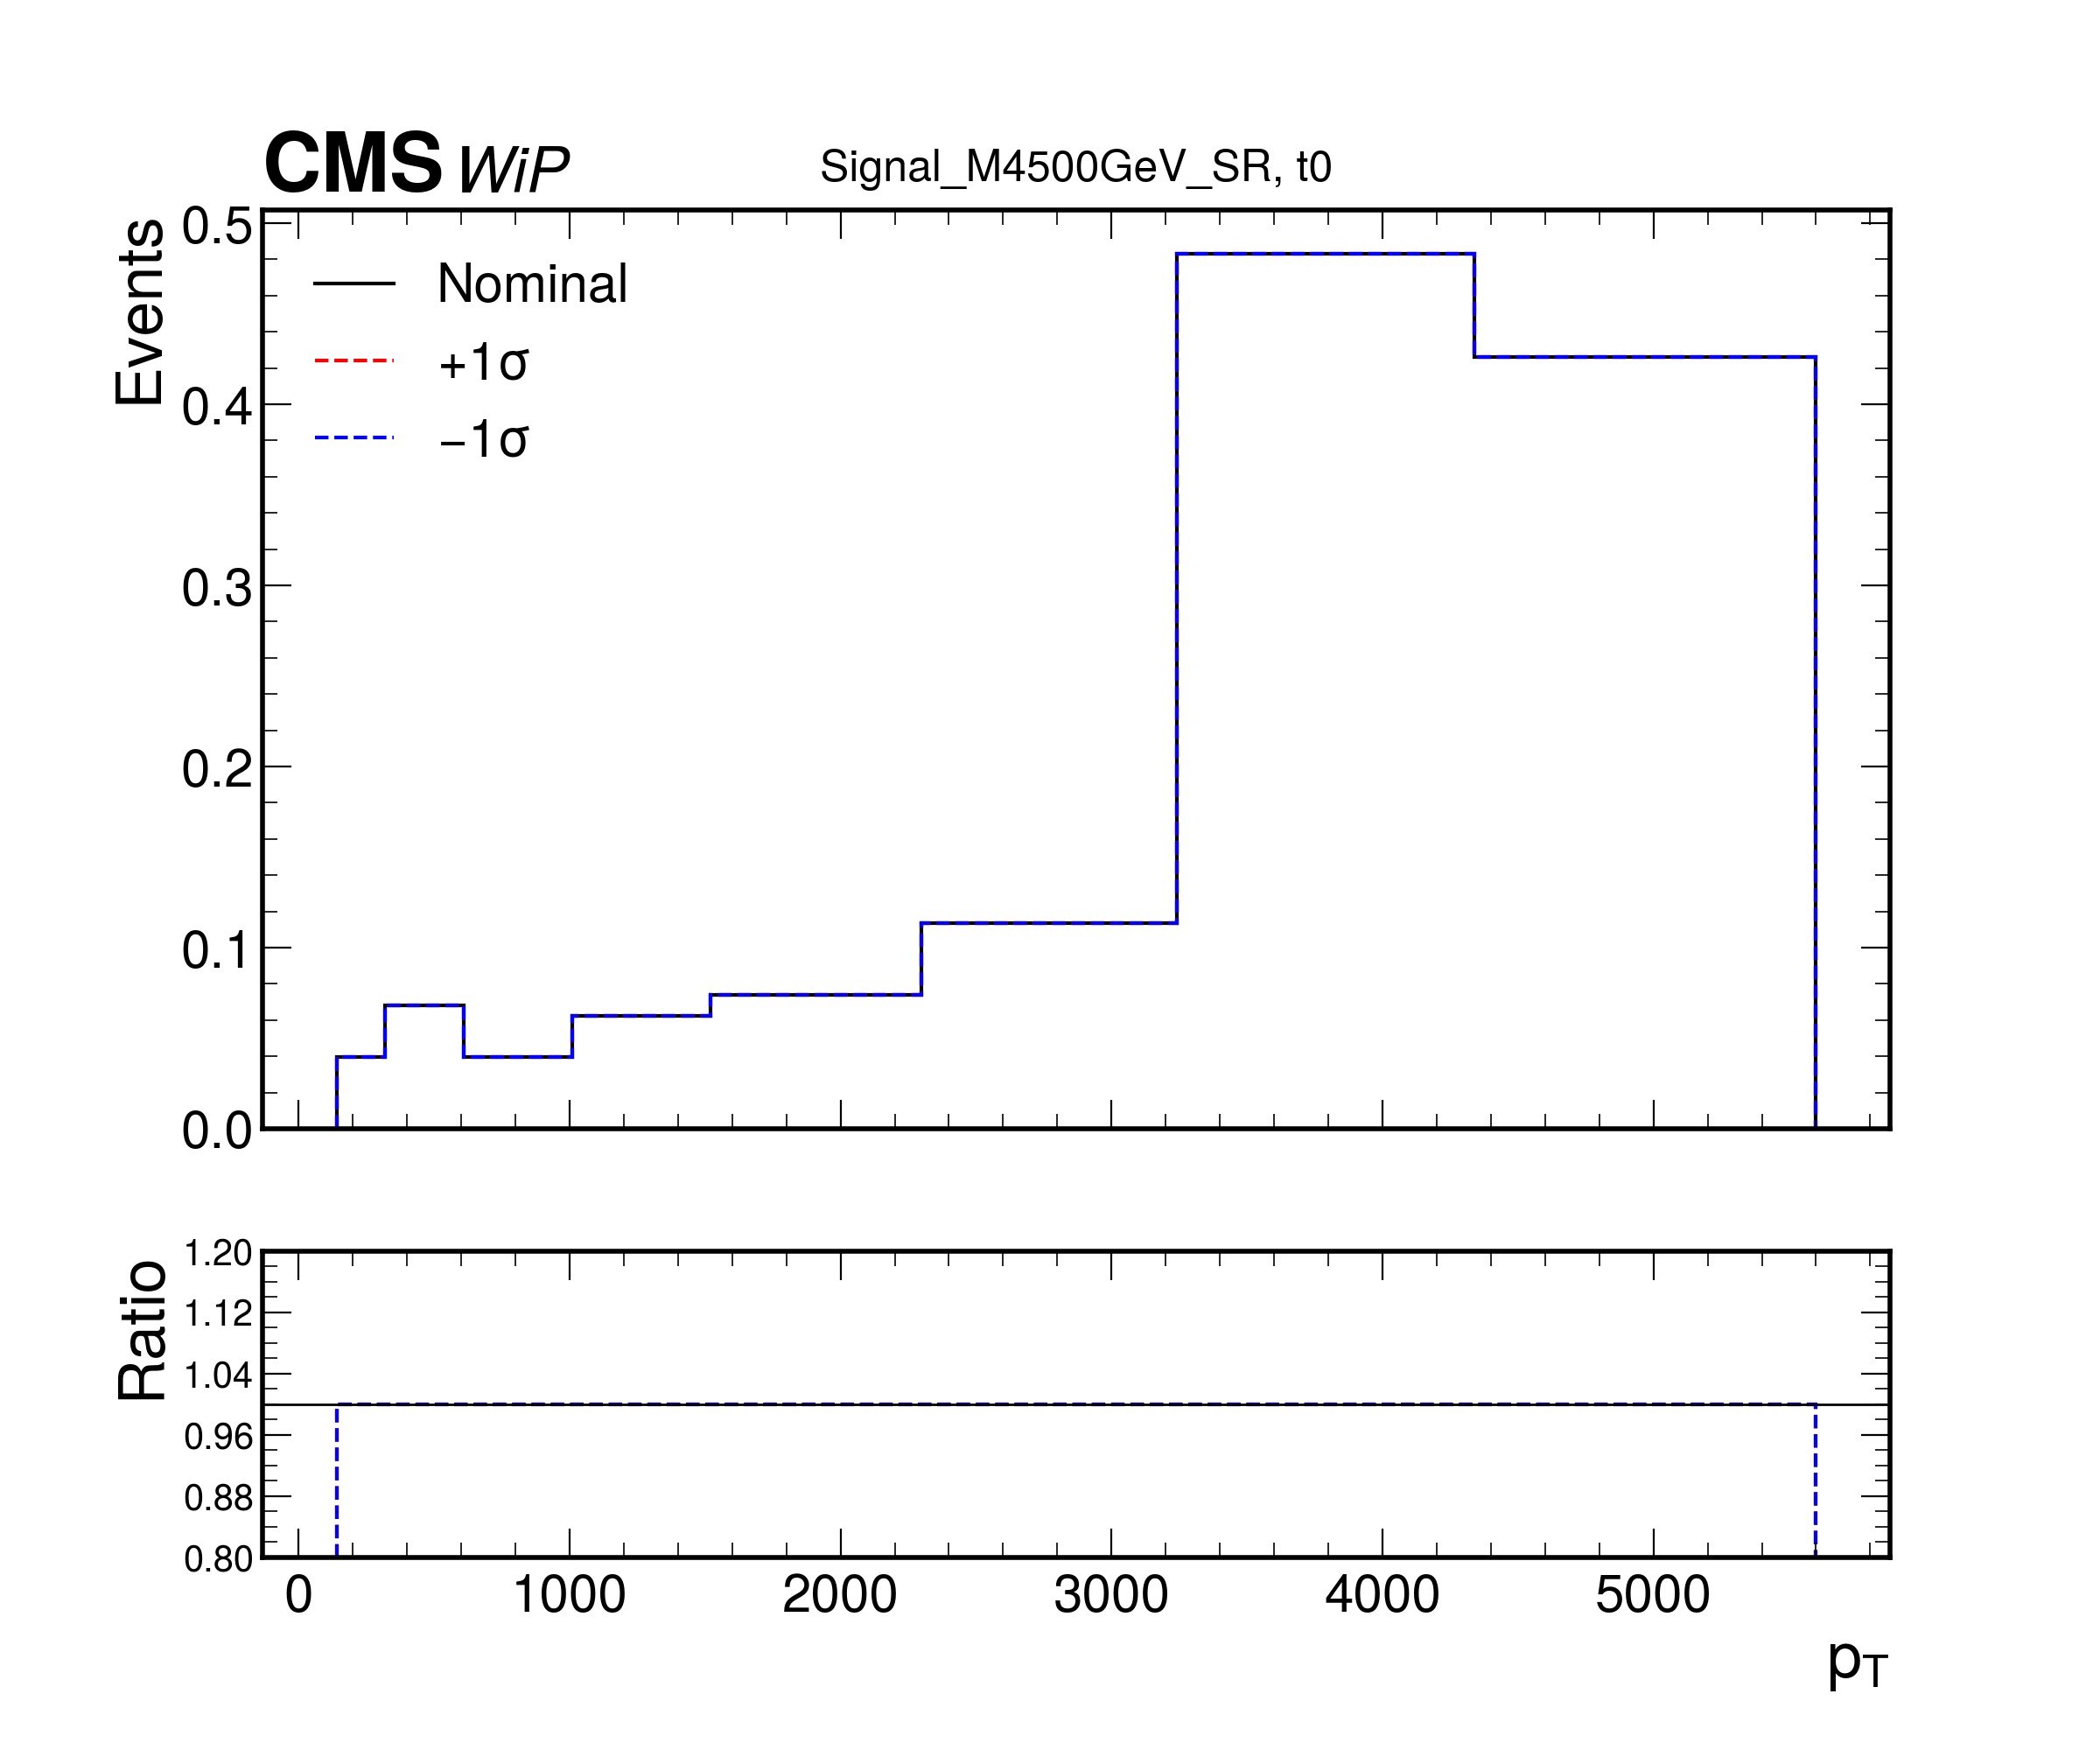 CMS WiP
Signal_M4500GeV_SR, t0
Events
0.5
0.4
0.3
0.2
0.1
0.0
Nominal
+1σ
−1σ
Ratio
1.20
1.12
1.04
0.96
0.88
0.80
0 1000 2000 3000 4000 5000
pT